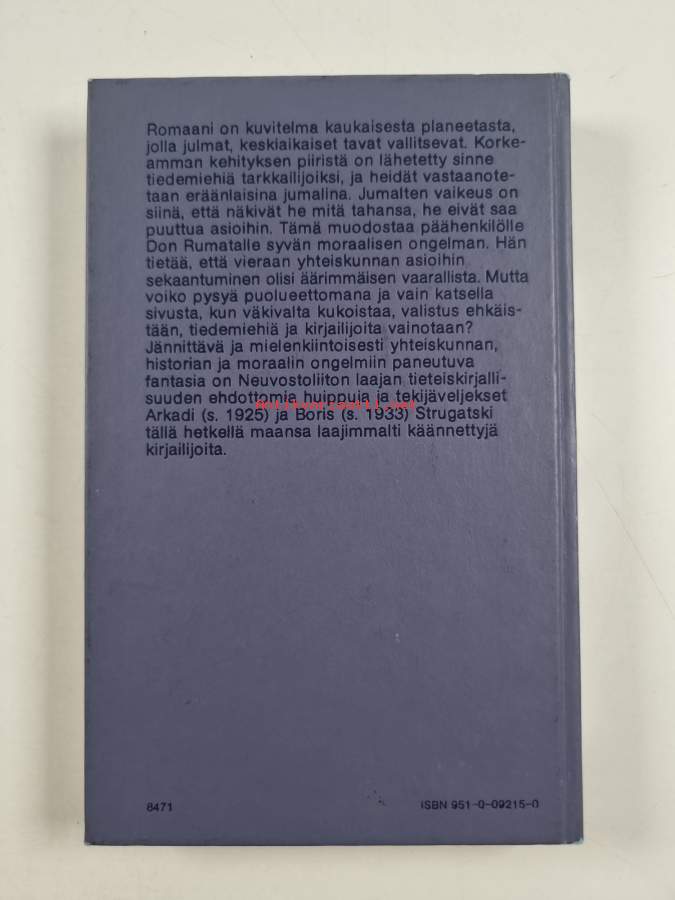 Romaani on kuvitelma kaukaisesta planeetasta,
jolla julmat, keskiaikaiset tavat vallitsevat. Korke-
amman kehityksen piiristä on lähetetty sinne
tiedemiehiä tarkkailijoiksi, ja heidät vastaanote-
taan eräänlaisina jumalina. Jumalten vaikeus on
siinä, että näkivät he mitä tahansa, he eivät saa
puuttua asioihin. Tämä muodostaa päähenkilölle
Don Rumatalle syvän moraalisen ongelman. Hän
tietää, että vieraan yhteiskunnan asioihin
sekaantuminen olisi äärimmäisen vaarallista. Mutta
voiko pysyä puolueettomana ja vain katsella
sivusta, kun väkivalta kukoistaa, valistus ehkäis-
tään, tiedemiehiä ja kirjailijoita vainotaan?
Jännittävä ja mielenkiintoisesti yhteiskunnan,
historian ja moraalin ongelmiin paneutuva
fantasia on Neuvostoliiton laajan tieteiskirjalli-
suuden ehdottomia huippuja ja tekijäveljekset
Arkadi (s. 1925) ja Boris (s. 1933) Strugatski
tällä hetkellä maansa laajimmalti käännettyjä
kirjailijoita.
8471
ISBN 951-0-09215-0